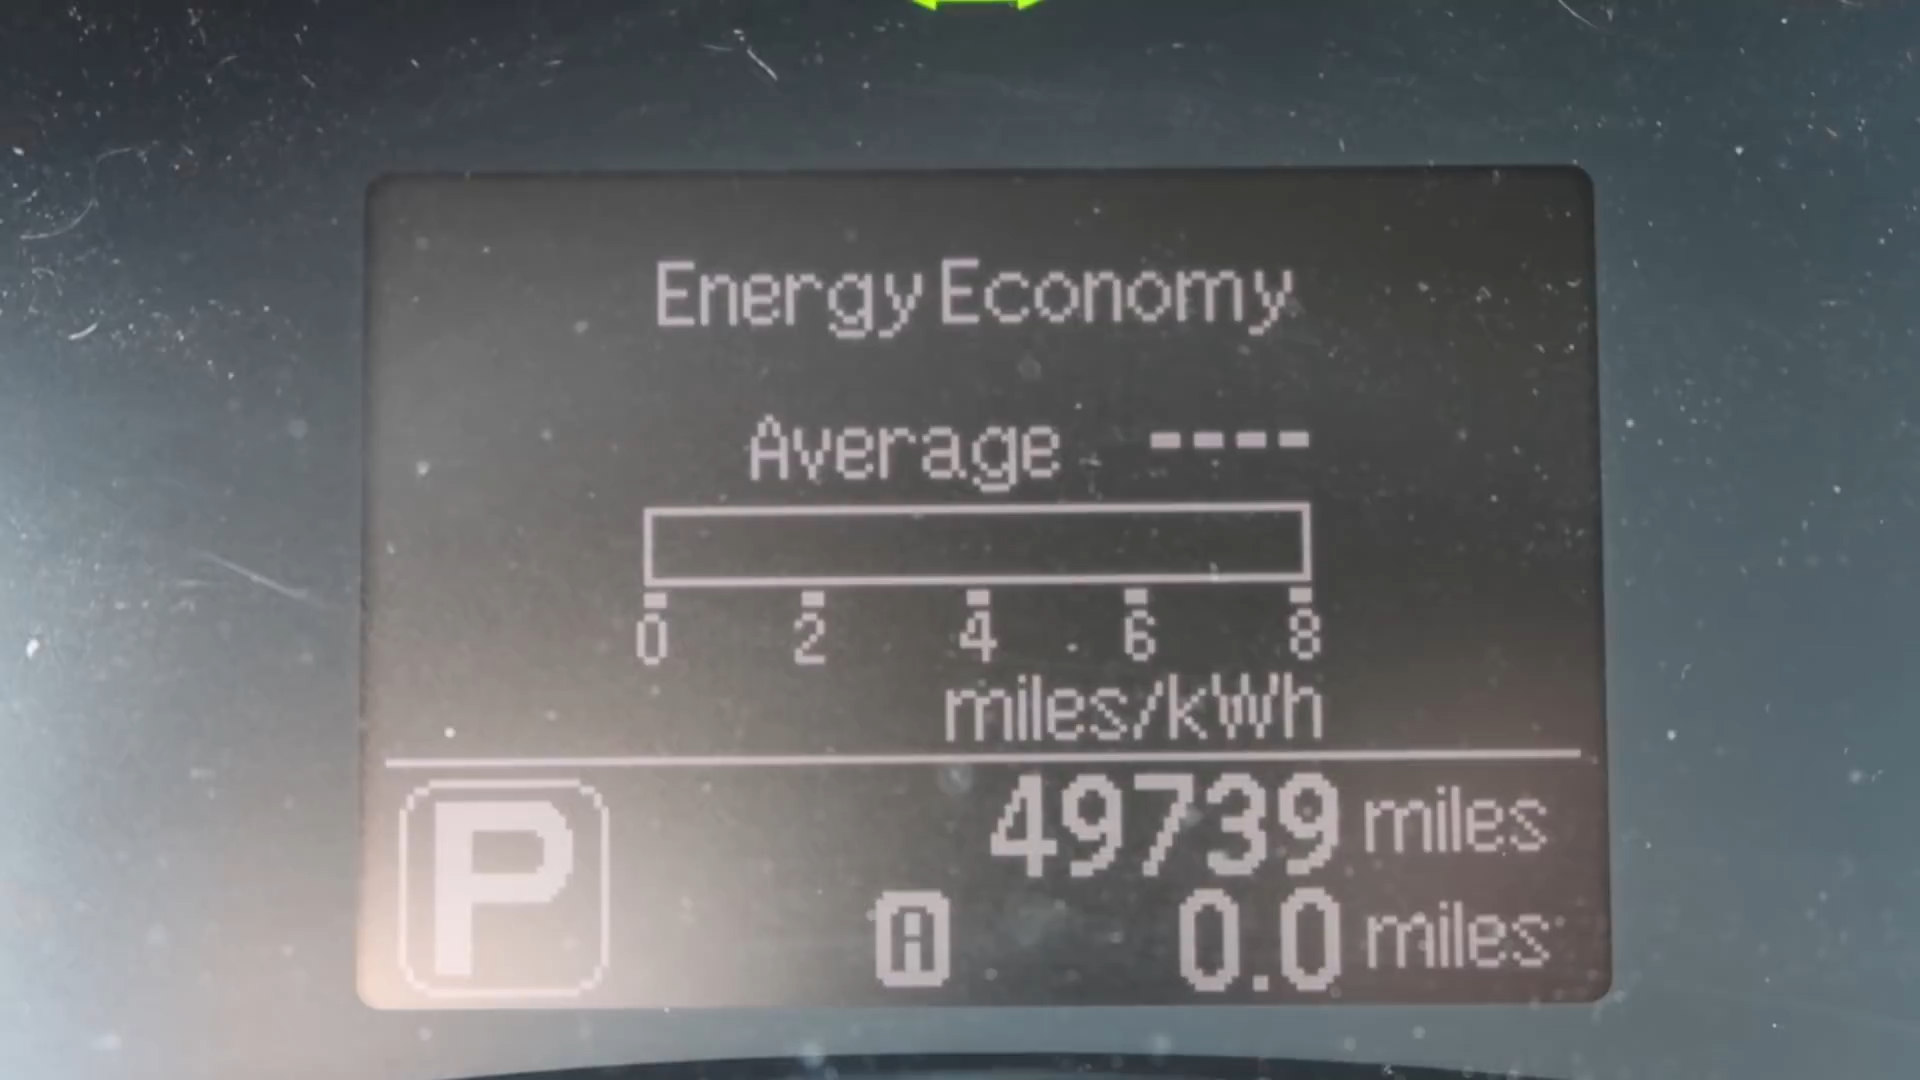 Energy Economy
Average ----
0 2 4 6 8
miles/kWh
P 49739 miles
A 0.0 miles